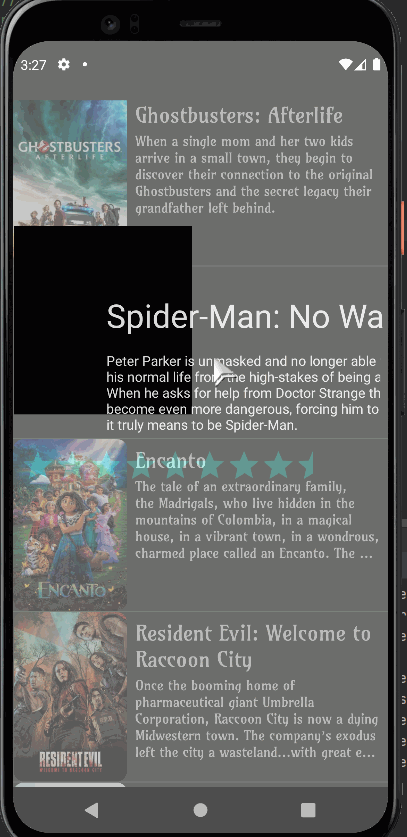 3:27
Ghostbusters: Afterlife
GHOSTBUSTERS
AFTERLIFE
When a single mom and her two kids
arrive in a small town, they begin to
discover their connection to the original
Ghostbusters and the secret legacy their
grandfather left behind.
Spider-Man: No Wa
Peter Parker is unmasked and no longer able
his normal life from the high-stakes of being a
When he asks for help from Doctor Strange th
become even more dangerous, forcing him to
it truly means to be Spider-Man.
Encanto
The tale of an extraordinary family,
the Madrigals, who live hidden in the
mountains of Colombia, in a magical
house, in a vibrant town, in a wondrous,
charmed place called an Encanto. The ...
ENCANTO
Resident Evil: Welcome to
Raccoon City
Once the booming home of
pharmaceutical giant Umbrella
Corporation, Raccoon City is now a dying
Midwestern town. The company's exodus
left the city a wasteland...with great e...
RESIDENT EVIL
WELCOME TO RACCOON CITY